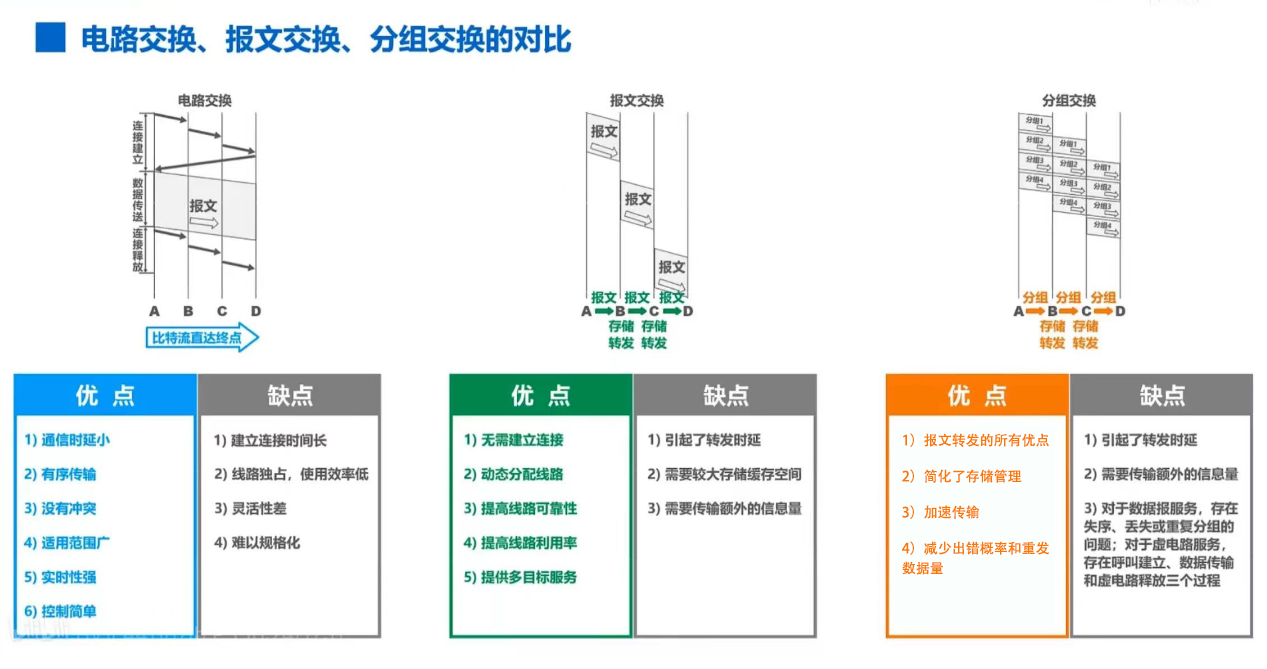 电路交换、报文交换、分组交换的对比
电路交换
连接建立
数据传送
连接释放
报文
A B C D
比特流直达终点
报文交换
报文
报文
报文
报文 报文 报文
A B C D
存储 存储
转发 转发
分组交换
分组1
分组2 分组1
分组3 分组2 分组1
分组4 分组3 分组2
分组4 分组3
分组4
分组 分组 分组
A B C D
存储 存储
转发 转发
优 点
1) 通信时延小
2) 有序传输
3) 没有冲突
4) 适用范围广
5) 实时性强
6) 控制简单
缺点
1) 建立连接时间长
2) 线路独占，使用效率低
3) 灵活性差
4) 难以规格化
优 点
1) 无需建立连接
2) 动态分配线路
3) 提高线路可靠性
4) 提高线路利用率
5) 提供多目标服务
缺点
1) 引起了转发时延
2) 需要较大存储缓存空间
3) 需要传输额外的信息量
优 点
1）报文转发的所有优点
2）简化了存储管理
3）加速传输
4）减少出错概率和重发
数据量
缺点
1) 引起了转发时延
2) 需要传输额外的信息量
3) 对于数据报服务，存在
失序、丢失或重复分组的
问题；对于虚电路服务，
存在呼叫建立、数据传输
和虚电路释放三个过程